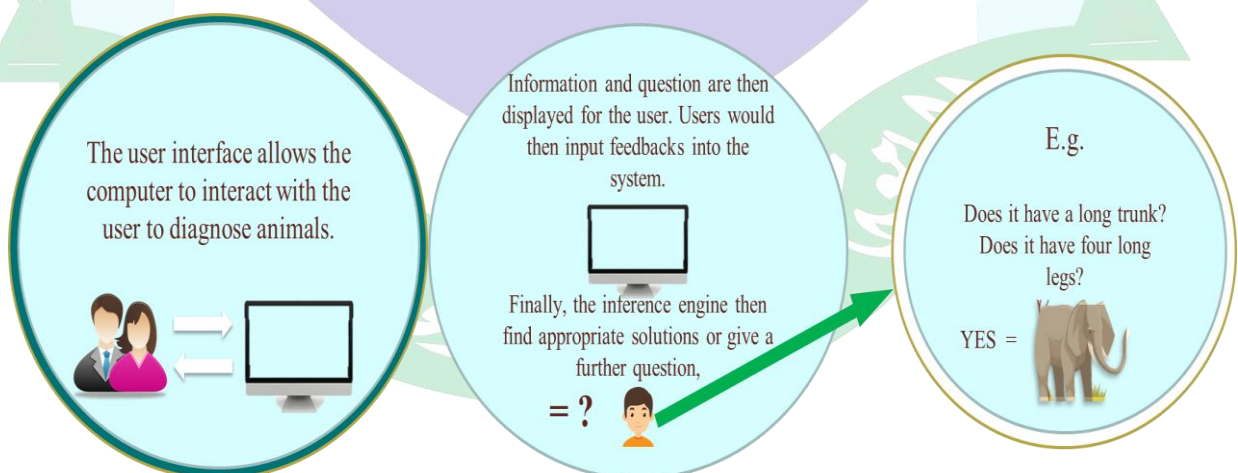 The user interface allows the
computer to interact with the
user to diagnose animals.
Information and question are then
displayed for the user. Users would
then input feedbacks into the
system.
Finally, the inference engine then
find appropriate solutions or give a
further question,
= ?
E.g.
Does it have a long trunk?
Does it have four long
legs?
YES =